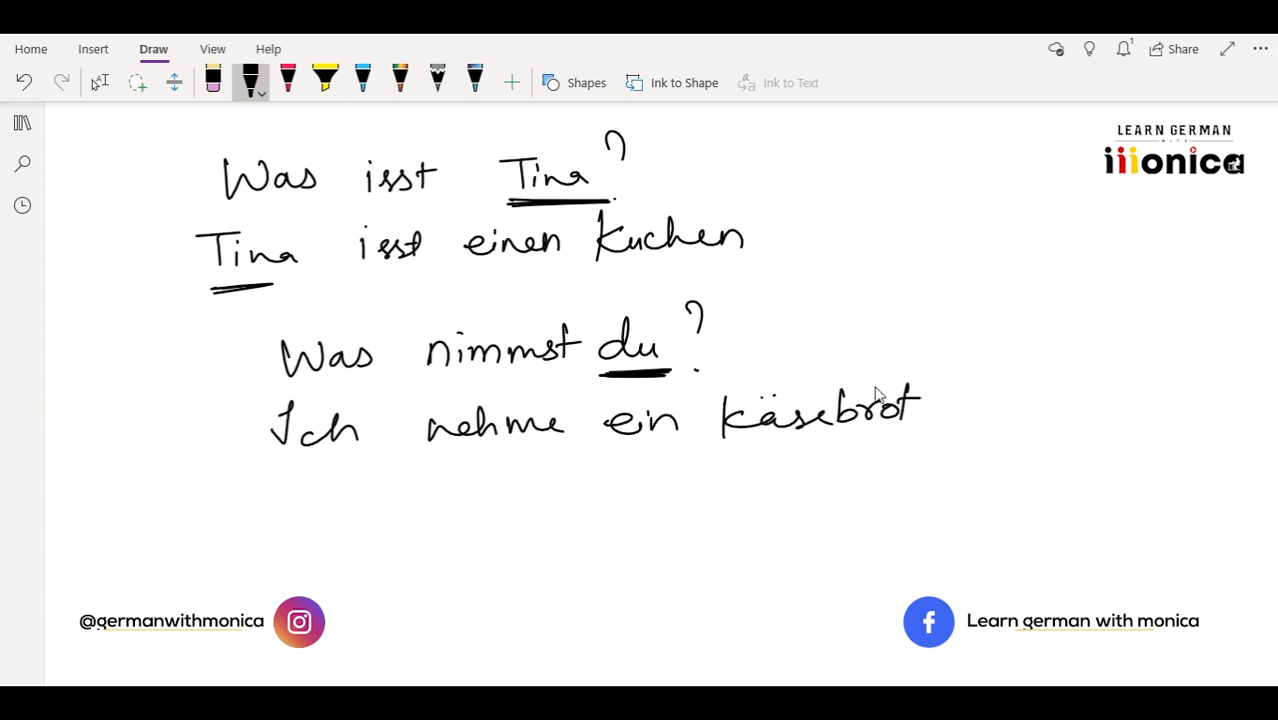 Home Insert Draw View Help
1 Share
Shapes Ink to Shape Ink to Text
LEARN GERMAN
Was isst Tina?
Tina isst einen Kuchen
Was nimmst du?
Ich nehme ein Käsebrot
@germanwithmonica
Learn german with monica